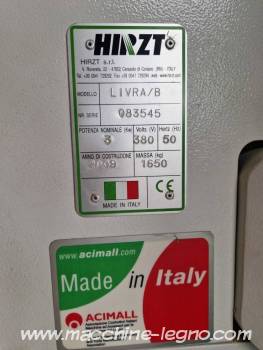 HIRZT
HIRZT s.r.l.
MODELLO LIVRA/B
NR SERIE 083545
POTENZA NOMINALE (Kw) Volts (V) Hertz (Hz)
3 380 50
ANNO DI COSTRUZIONE MASSA (kg)
1650
MADE IN ITALY CE
www.acimall.com
Made in Italy
ACIMALL
www.macchine-legno.com